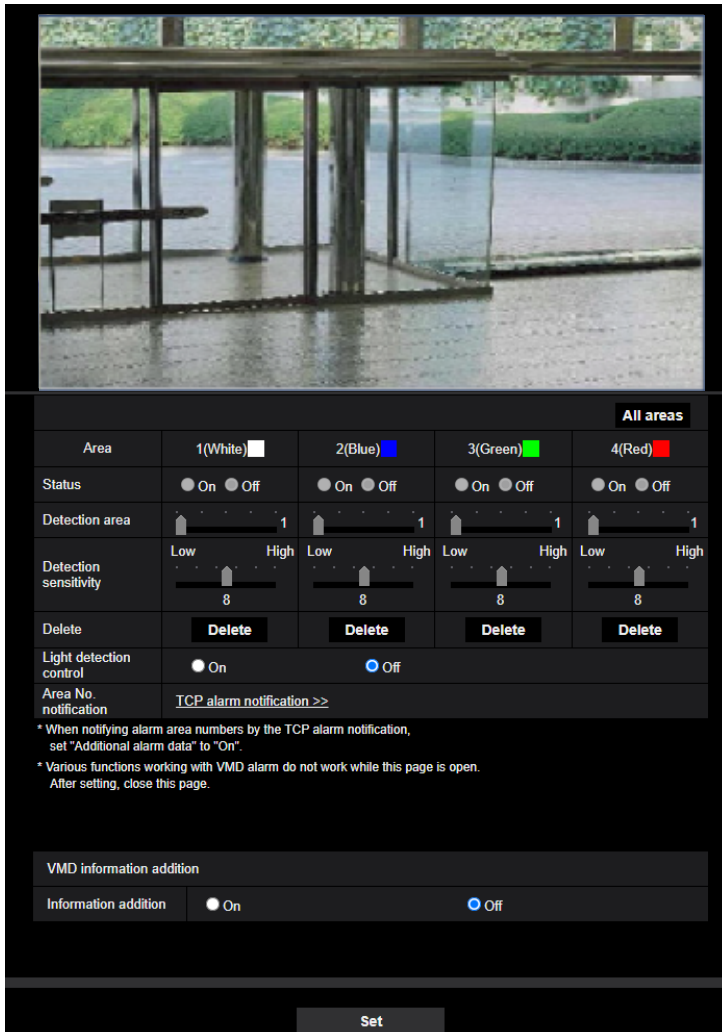 All areas
Area 1(White) 2(Blue) 3(Green) 4(Red)
Status On Off On Off On Off On Off
Detection area 1 1 1 1
Low High Low High Low High Low High
Detection
sensitivity
8 8 8 8
Delete Delete Delete Delete Delete
Light detection
control
On Off
Area No.
notification
TCP alarm notification >>
* When notifying alarm area numbers by the TCP alarm notification,
set "Additional alarm data" to "On".
* Various functions working with VMD alarm do not work while this page is open.
After setting, close this page.
VMD information addition
Information addition On Off
Set